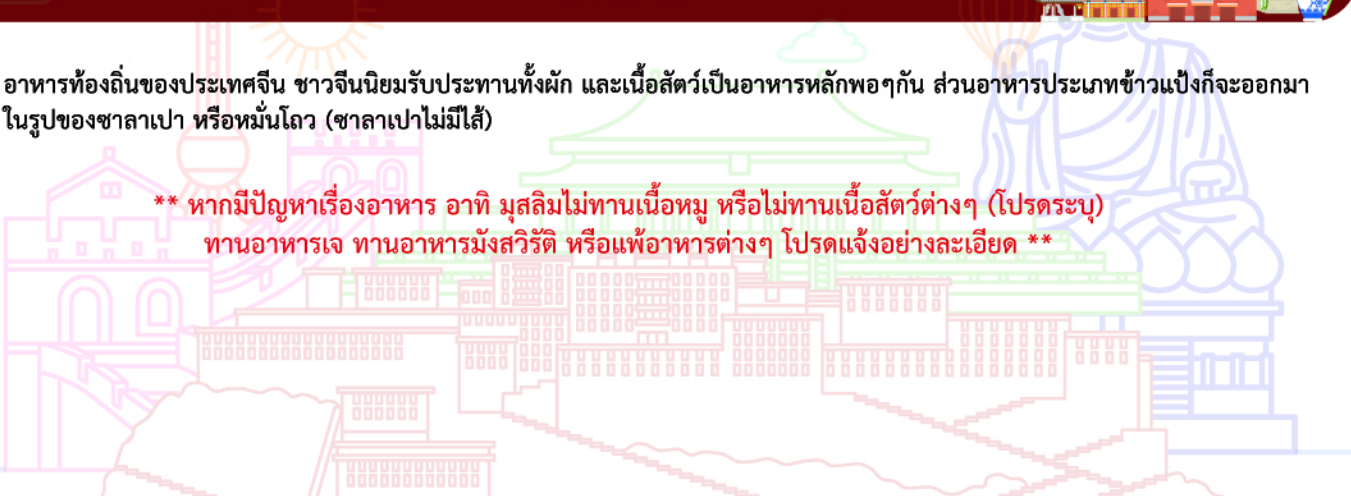 อาหารท้องถิ่นของประเทศจีน ชาวจีนนิยมรับประทานทั้งผัก และเนื้อสัตว์เป็นอาหารหลักพอๆกัน ส่วนอาหารประเภทข้าวแป้งก็จะออกมา
ในรูปของซาลาเปา หรือหมั่นโถว (ซาลาเปาไม่มีไส้)
** หากมีปัญหาเรื่องอาหาร อาทิ มุสลิมไม่ทานเนื้อหมู หรือไม่ทานเนื้อสัตว์ต่างๆ (โปรดระบุ)
ทานอาหารเจ ทานอาหารมังสวิรัติ หรือแพ้อาหารต่างๆ โปรดแจ้งอย่างละเอียด **